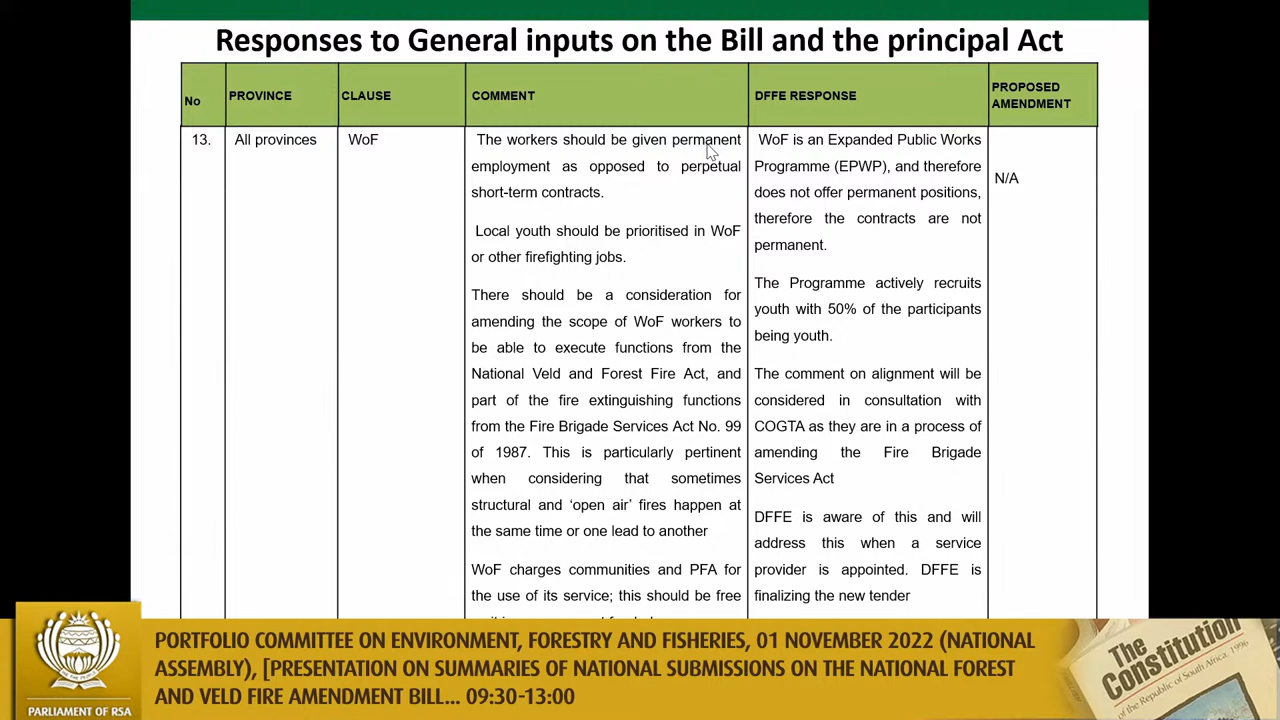 Responses to General inputs on the Bill and the principal Act
No
PROVINCE
CLAUSE
COMMENT
DFFE RESPONSE
PROPOSED
AMENDMENT
13.
All provinces
WoF
The workers should be given permanent
employment as opposed to perpetual
short-term contracts.
Local youth should be prioritised in WoF
or other firefighting jobs.
There should be a consideration for
amending the scope of WoF workers to
be able to execute functions from the
National Veld and Forest Fire Act, and
part of the fire extinguishing functions
from the Fire Brigade Services Act No. 99
of 1987. This is particularly pertinent
when considering that sometimes
structural and ‘open air’ fires happen at
the same time or one lead to another
WoF charges communities and PFA for
the use of its service; this should be free
WoF is an Expanded Public Works
Programme (EPWP), and therefore
does not offer permanent positions,
therefore the contracts are not
permanent.
The Programme actively recruits
youth with 50% of the participants
being youth.
The comment on alignment will be
considered in consultation with
COGTA as they are in a process of
amending the Fire Brigade
Services Act
DFFE is aware of this and will
address this when a service
provider is appointed. DFFE is
finalizing the new tender
N/A
PORTFOLIO COMMITTEE ON ENVIRONMENT, FORESTRY AND FISHERIES, 01 NOVEMBER 2022 (NATIONAL
ASSEMBLY), [PRESENTATION ON SUMMARIES OF NATIONAL SUBMISSIONS ON THE NATIONAL FOREST
AND VELD FIRE AMENDMENT BILL... 09:30-13:00
PARLIAMENT OF RSA
The
Constitution
of the Republic of South Africa, 1996